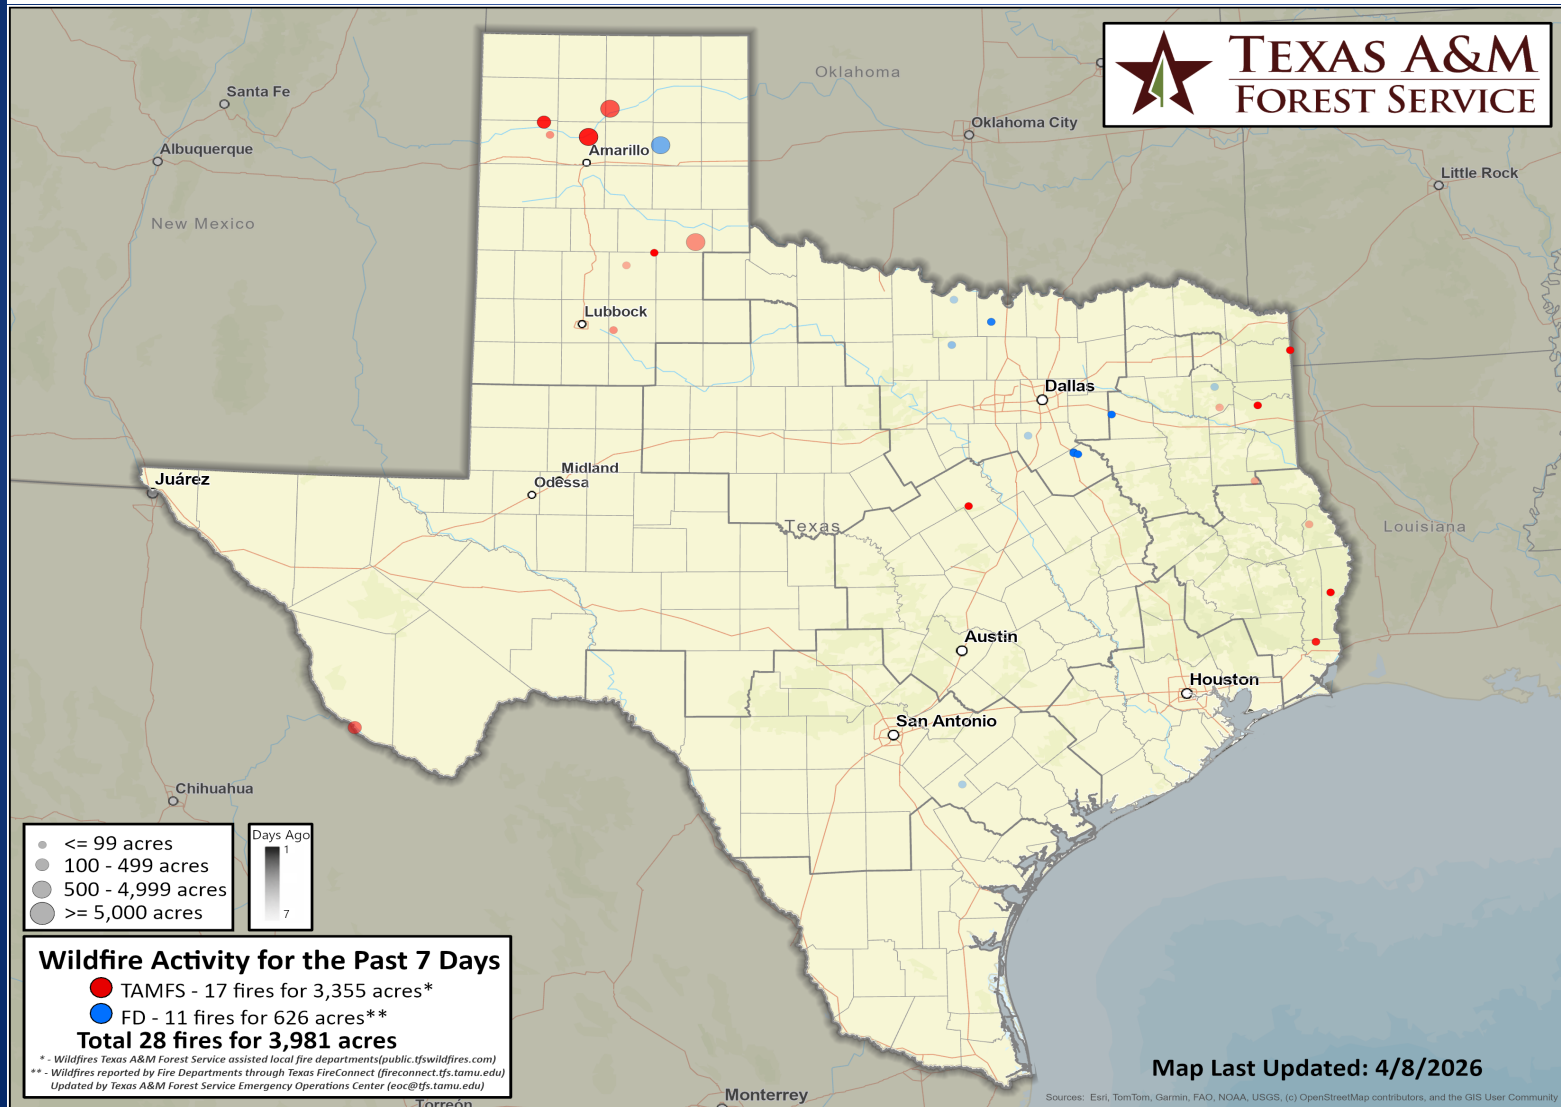 TEXAS A&M
FOREST SERVICE
Oklahoma
Santa Fe
Oklahoma City
Albuquerque
Amarillo
Little Rock
New Mexico
Lubbock
Dallas
Midland
Odessa
Juárez
Texas
Louisiana
Austin
Houston
San Antonio
Chihuahua
<= 99 acres
100 - 499 acres
500 - 4,999 acres
>= 5,000 acres
Days Ago
1
7
Wildfire Activity for the Past 7 Days
TAMFS - 17 fires for 3,355 acres*
FD - 11 fires for 626 acres**
Total 28 fires for 3,981 acres
* - Wildfires Texas A&M Forest Service assisted local fire departments(public.tfswildfires.com)
** - Wildfires reported by Fire Departments through Texas FireConnect (fireconnect.tfs.tamu.edu)
Updated by Texas A&M Forest Service Emergency Operations Center (eoc@tfs.tamu.edu)
Torreón
Monterrey
Map Last Updated: 4/8/2026
Sources: Esri, TomTom, Garmin, FAO, NOAA, USGS, (c) OpenStreetMap contributors, and the GIS User Community